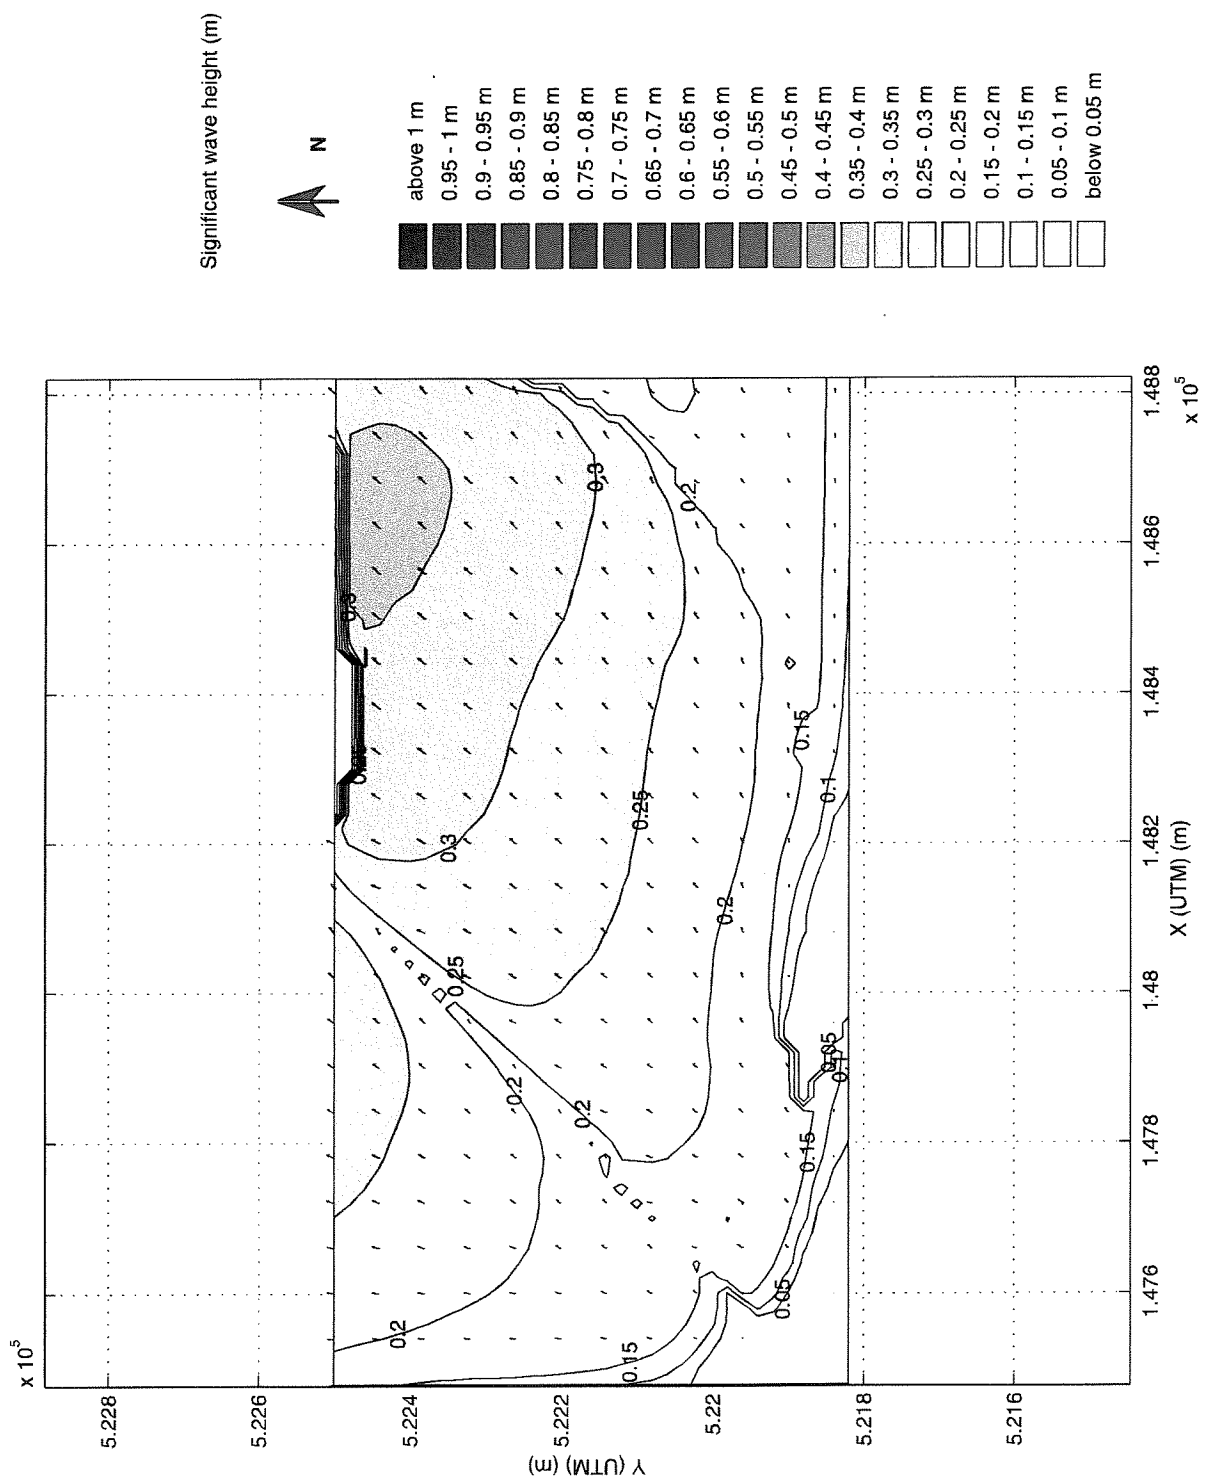 Significant wave height (m)
N
above 1 m
0.95 - 1 m
0.9 - 0.95 m
0.85 - 0.9 m
0.8 - 0.85 m
0.75 - 0.8 m
0.7 - 0.75 m
0.65 - 0.7 m
0.6 - 0.65 m
0.55 - 0.6 m
0.5 - 0.55 m
0.45 - 0.5 m
0.4 - 0.45 m
0.35 - 0.4 m
0.3 - 0.35 m
0.25 - 0.3 m
0.2 - 0.25 m
0.15 - 0.2 m
0.1 - 0.15 m
0.05 - 0.1 m
below 0.05 m
x 10⁵
5.228
5.226
5.224
5.222
5.22
5.218
5.216
Y (UTM) (m)
1.476
1.478
1.48
1.482
1.484
1.486
1.488
x 10⁵
X (UTM) (m)
0.3
0.3
0.3
0.25
0.25
0.2
0.2
0.2
0.2
0.2
0.15
0.15
0.15
0.1
0.1
0.05
0.05